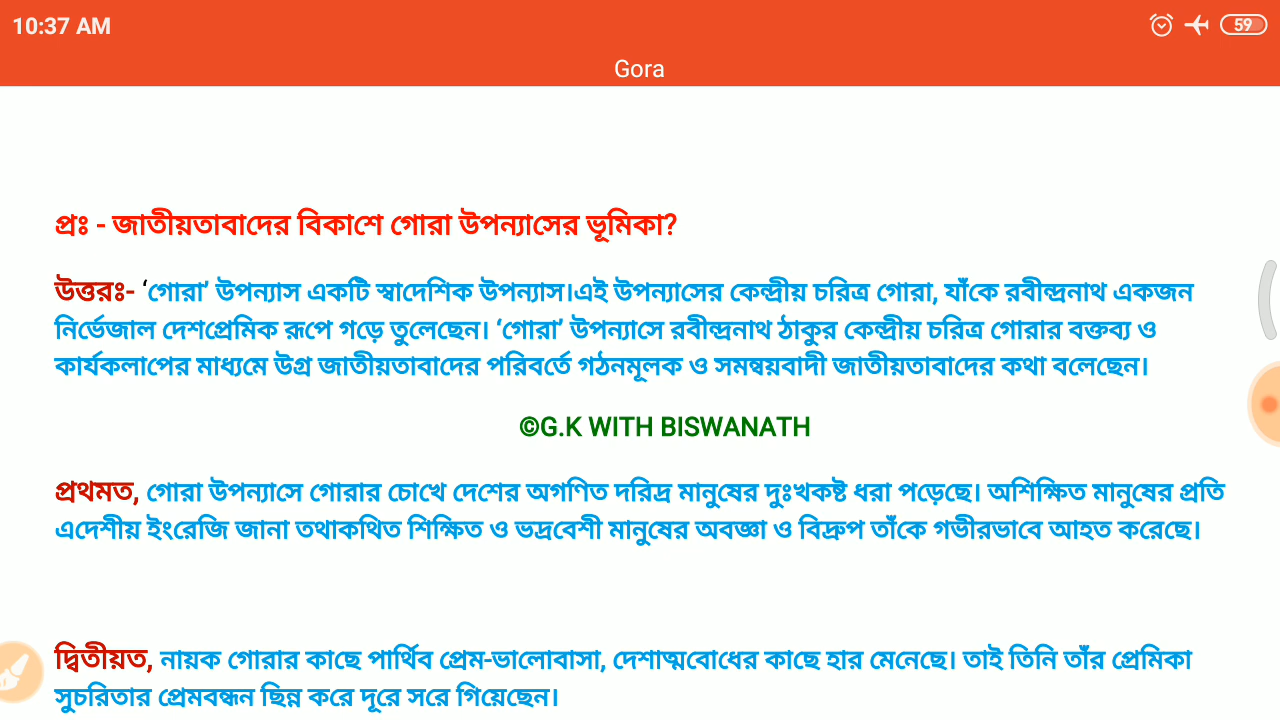 10:37 AM
59
Gora
প্রঃ - জাতীয়তাবাদের বিকাশে গোরা উপন্যাসের ভূমিকা?
উত্তরঃ- ‘গোরা’ উপন্যাস একটি স্বাদেশিক উপন্যাস।এই উপন্যাসের কেন্দ্রীয় চরিত্র গোরা, যাঁকে রবীন্দ্রনাথ একজন
নির্ভেজাল দেশপ্রেমিক রূপে গড়ে তুলেছেন। ‘গোরা’ উপন্যাসে রবীন্দ্রনাথ ঠাকুর কেন্দ্রীয় চরিত্র গোরার বক্তব্য ও
কার্যকলাপের মাধ্যমে উগ্র জাতীয়তাবাদের পরিবর্তে গঠনমূলক ও সমন্বয়বাদী জাতীয়তাবাদের কথা বলেছেন।
©G.K WITH BISWANATH
প্রথমত, গোরা উপন্যাসে গোরার চোখে দেশের অগণিত দরিদ্র মানুষের দুঃখকষ্ট ধরা পড়েছে। অশিক্ষিত মানুষের প্রতি
এদেশীয় ইংরেজি জানা তথাকথিত শিক্ষিত ও ভদ্রবেশী মানুষের অবজ্ঞা ও বিদ্রুপ তাঁকে গভীরভাবে আহত করেছে।
দ্বিতীয়ত, নায়ক গোরার কাছে পার্থিব প্রেম-ভালোবাসা, দেশাত্মবোধের কাছে হার মেনেছে। তাই তিনি তাঁর প্রেমিকা
সুচরিতার প্রেমবন্ধন ছিন্ন করে দূরে সরে গিয়েছেন।